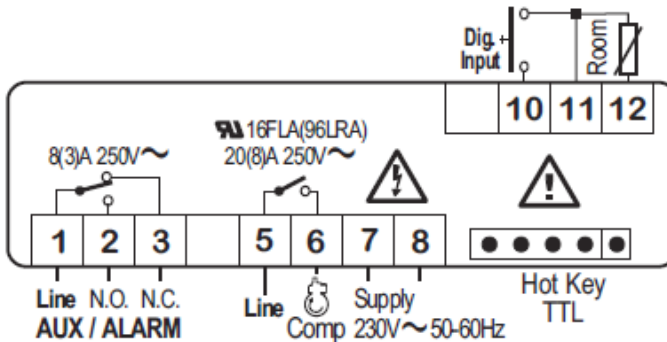 Dig.
Input
Room
10 11 12
16FLA(96LRA)
8(3)A 250V~ 20(8)A 250V~
1 2 3 5 6 7 8
Line N.O. N.C. Line Supply Hot Key
AUX / ALARM Comp 230V~50-60Hz TTL